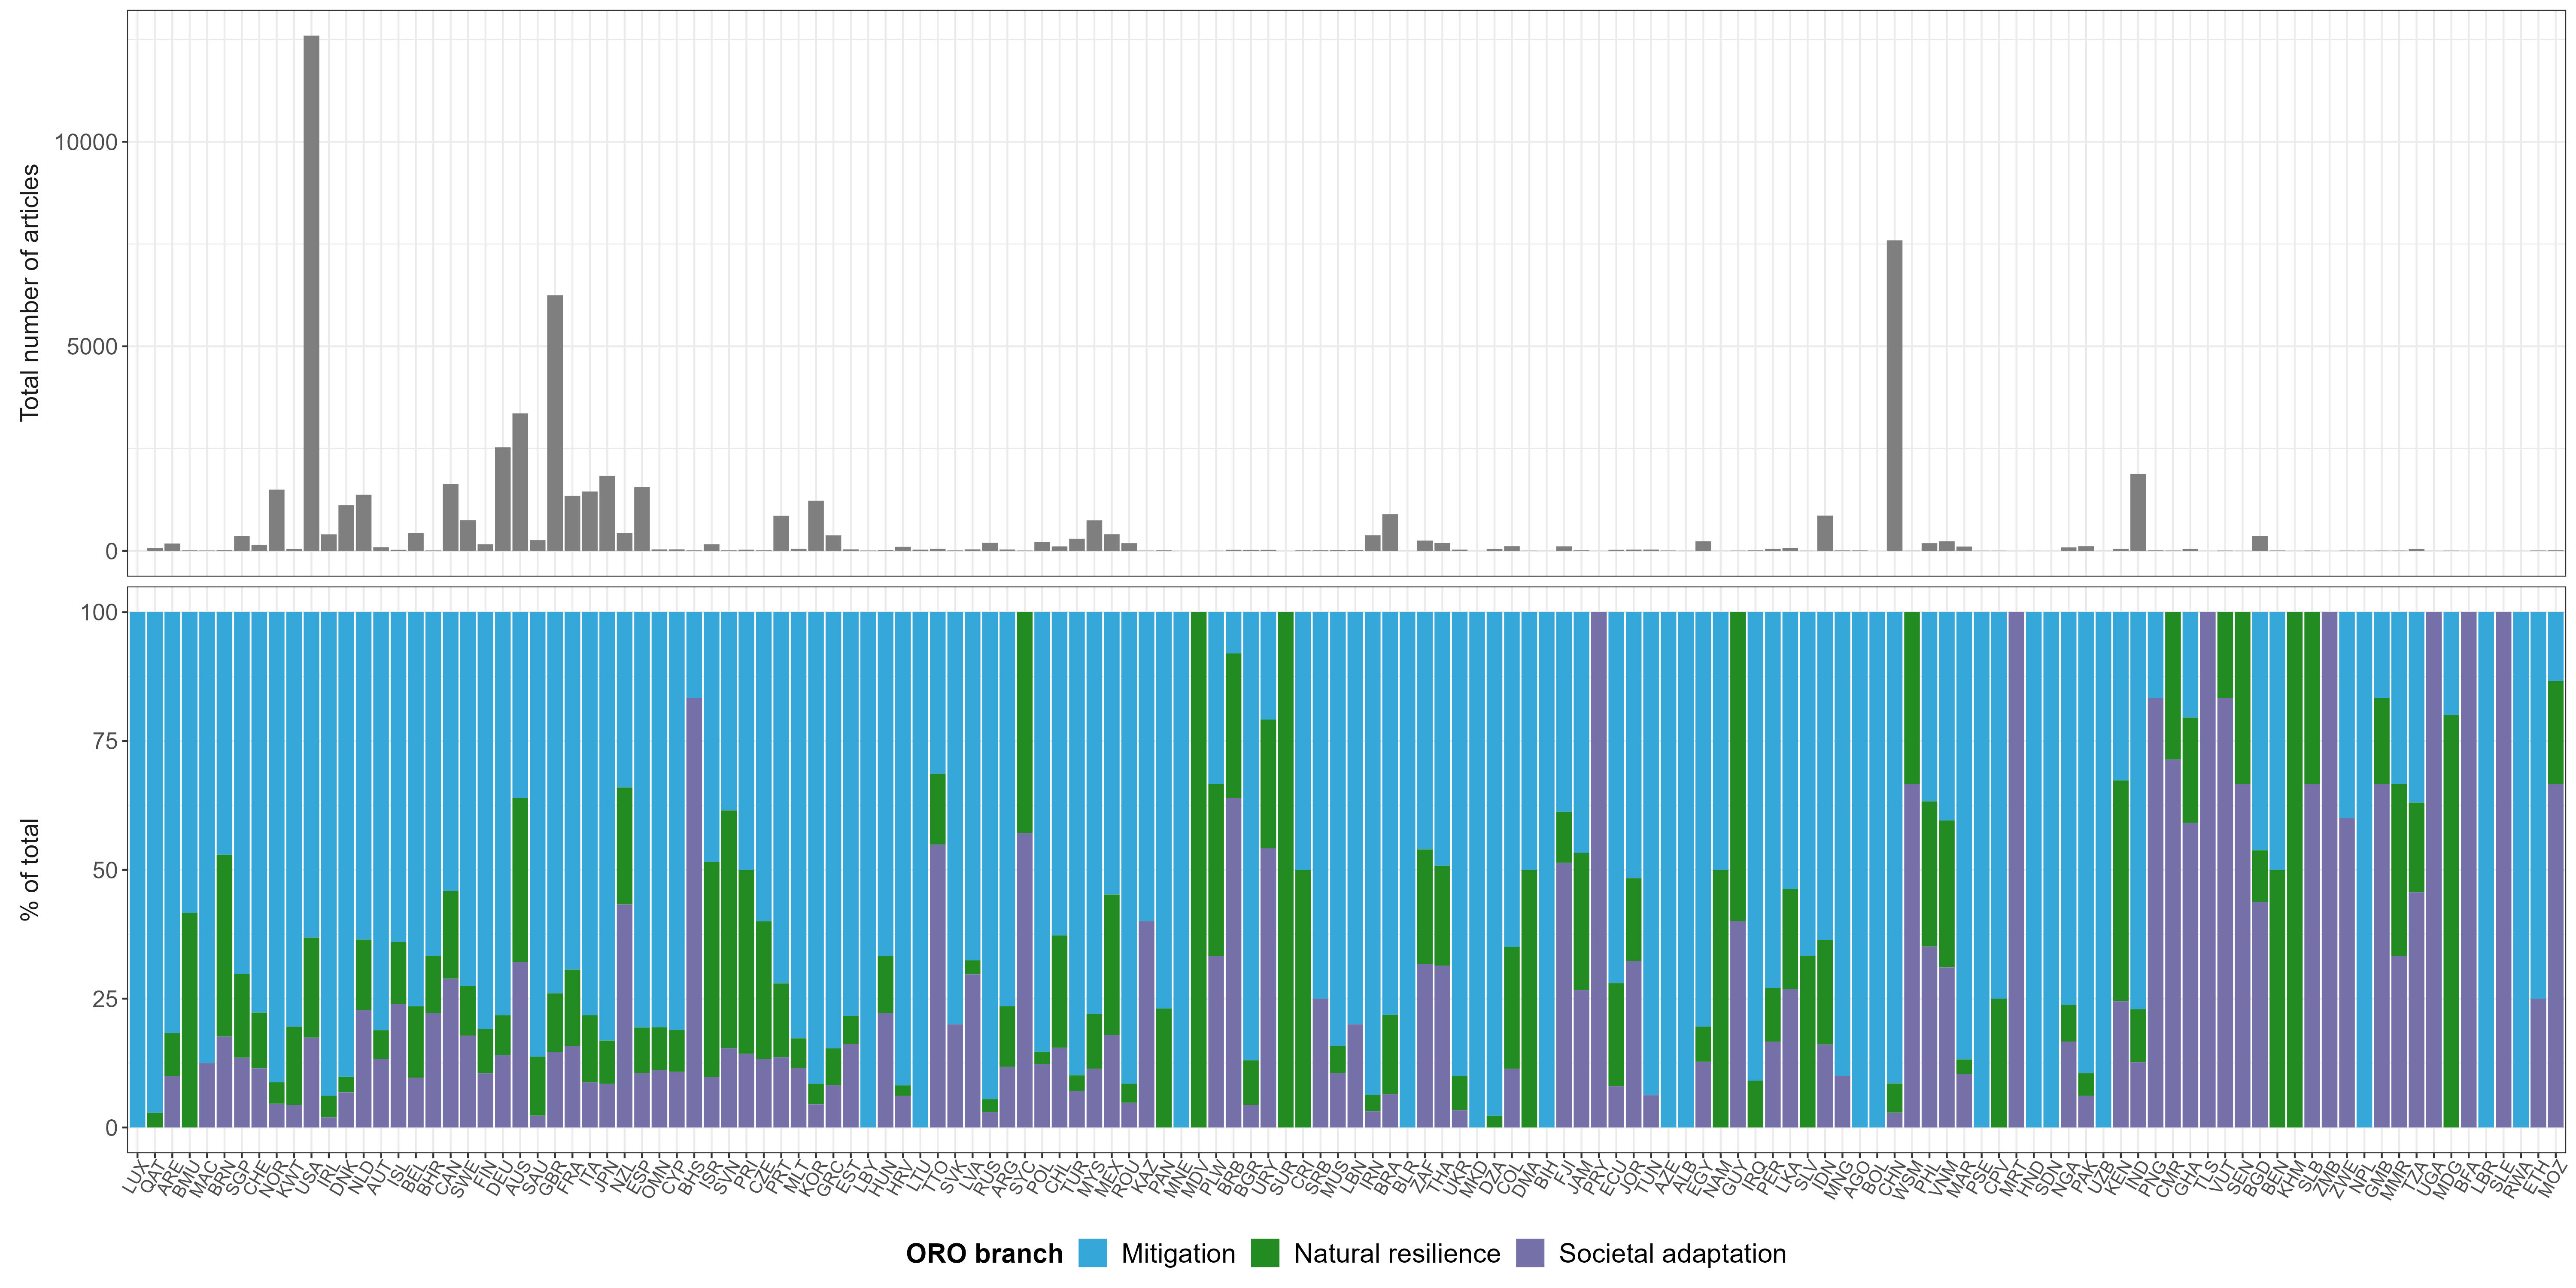 Total number of articles
10000
5000
0
% of total
100
75
50
25
0
LUX QAT ARE BMU MAC BRN SGP CHE NOR KWT USA IRL DNK NLD AUT ISL BEL BHR CAN SWE FIN DEU AUS SAU GBR FRA ITA JPN NZL ESP OMN CYP BHS ISR SVN PRI CZE PRT MLT KOR GRC EST LBY HUN HRV LTU TTO SVK LVA RUS ARG SYC POL CHL TUR MYS MEX ROU KAZ PAN MNE MDV PLW BRB BGR URY SUR CRI SRB MUS LBN IRN BRA BLR ZAF THA UKR MKD DZA COL DMA BIH FJI JAM PRY ECU JOR TUN AZE ALB EGY NAM GUY IRQ PER LKA SLV IDN MNG AGO BOL CHN WSM PHL VNM MAR PSE CPV MRT HND SDN NGA PAK UZB KEN IND PNG CMR GHA TLS VUT SEN BGD BEN KHM SLB ZMB ZWE NPL GMB MMR TZA UGA MDG BFA LBR SLE RWA ETH MOZ
ORO branch Mitigation Natural resilience Societal adaptation